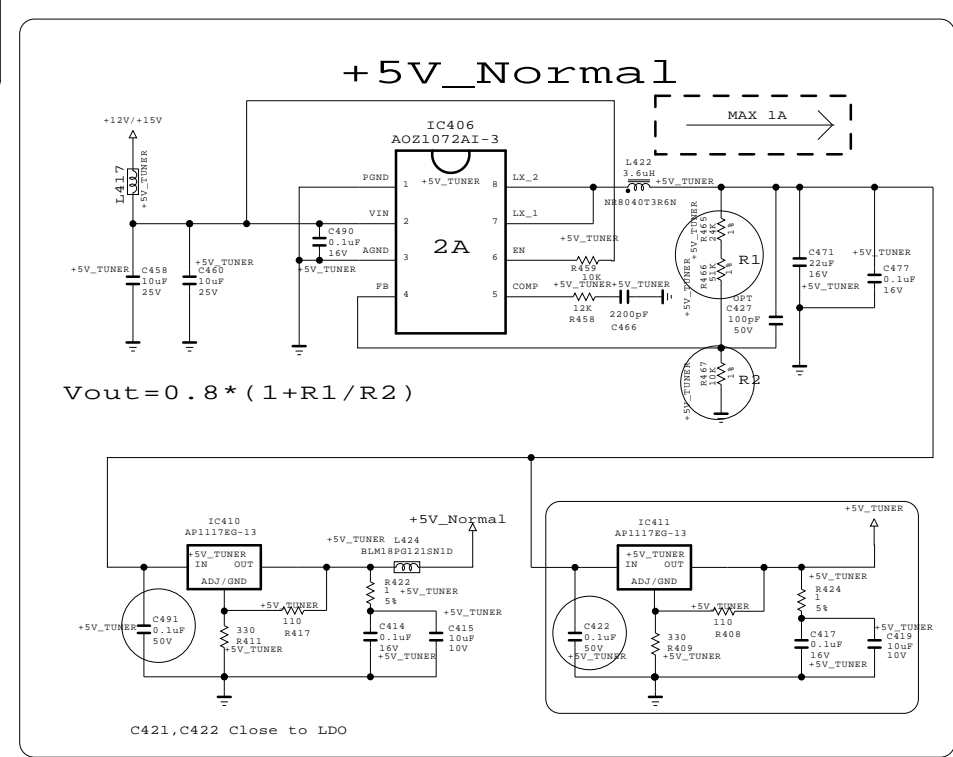 +5V_Normal
MAX 1A
+12V/+15V
L417
+5V_TUNER
IC406
AOZ1072AI-3
+5V_TUNER
2A
PGND
1
VIN
2
AGND
3
FB
4
8
LX_2
7
LX_1
6
EN
5
COMP
L422
3.6uH
+5V_TUNER
NR8040T3R6N
C490
0.1uF
16V
+5V_TUNER
+5V_TUNER
C458
10uF
25V
+5V_TUNER
C460
10uF
25V
+5V_TUNER
R459
10K
+5V_TUNER
12K
R458
+5V_TUNER
2200pF
C466
+5V_TUNER
R465
24K
1%
+5V_TUNER
R466
51K
1%
R1
OPT
C427
100pF
50V
C471
22uF
16V
+5V_TUNER
+5V_TUNER
C477
0.1uF
16V
+5V_TUNER
R467
10K
1%
R2
Vout=0.8*(1+R1/R2)
IC410
AP1117EG-13
+5V_TUNER
IN
OUT
ADJ/GND
+5V_Normal
+5V_TUNER
L424
BLM18PG121SN1D
R422
1
5%
+5V_TUNER
+5V_TUNER
C491
0.1uF
50V
330
R411
+5V_TUNER
+5V_TUNER
110
R417
C414
0.1uF
16V
+5V_TUNER
+5V_TUNER
C415
10uF
10V
IC411
AP1117EG-13
+5V_TUNER
IN
OUT
ADJ/GND
+5V_TUNER
+5V_TUNER
R424
1
5%
C422
0.1uF
50V
+5V_TUNER
330
R409
+5V_TUNER
+5V_TUNER
110
R408
C417
0.1uF
16V
+5V_TUNER
+5V_TUNER
C419
10uF
10V
C421,C422 Close to LDO